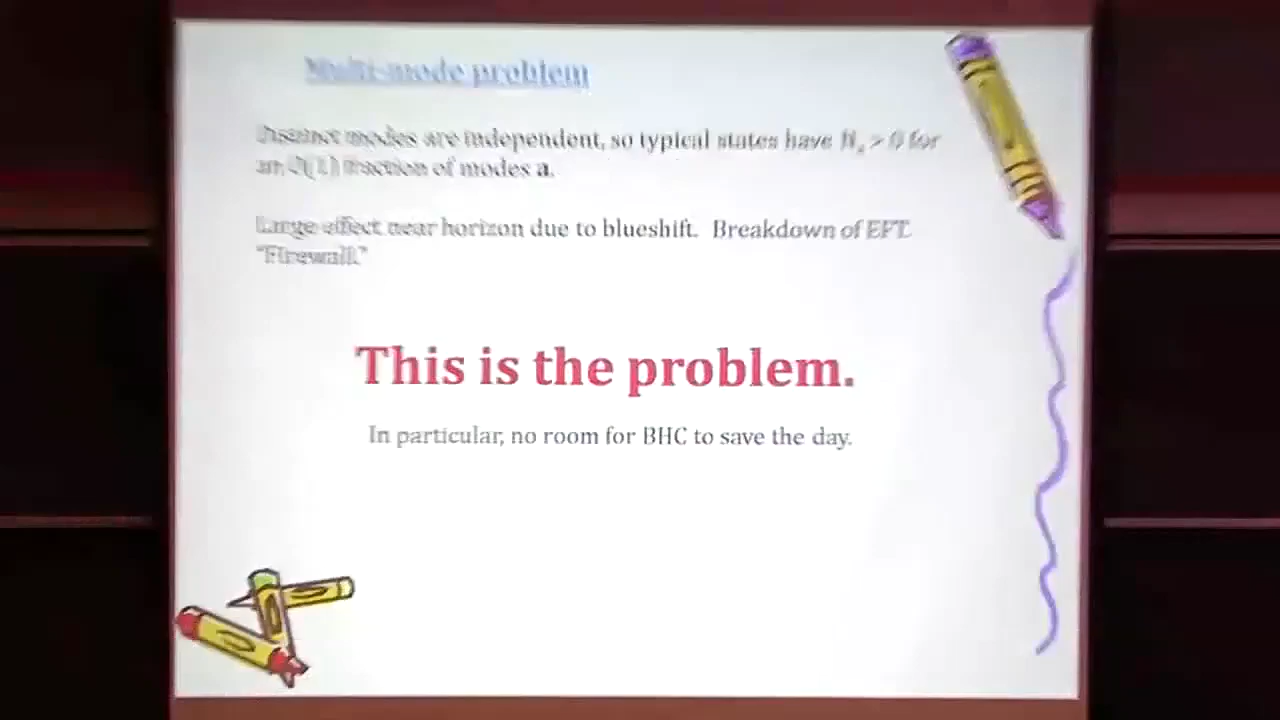 Multi-mode problem
Distinct modes are independent, so typical states have Nₐ > 0 for
an O(1) fraction of modes a.
Large effect near horizon due to blueshift. Breakdown of EFT.
"Firewall."
This is the problem.
In particular, no room for BHC to save the day.